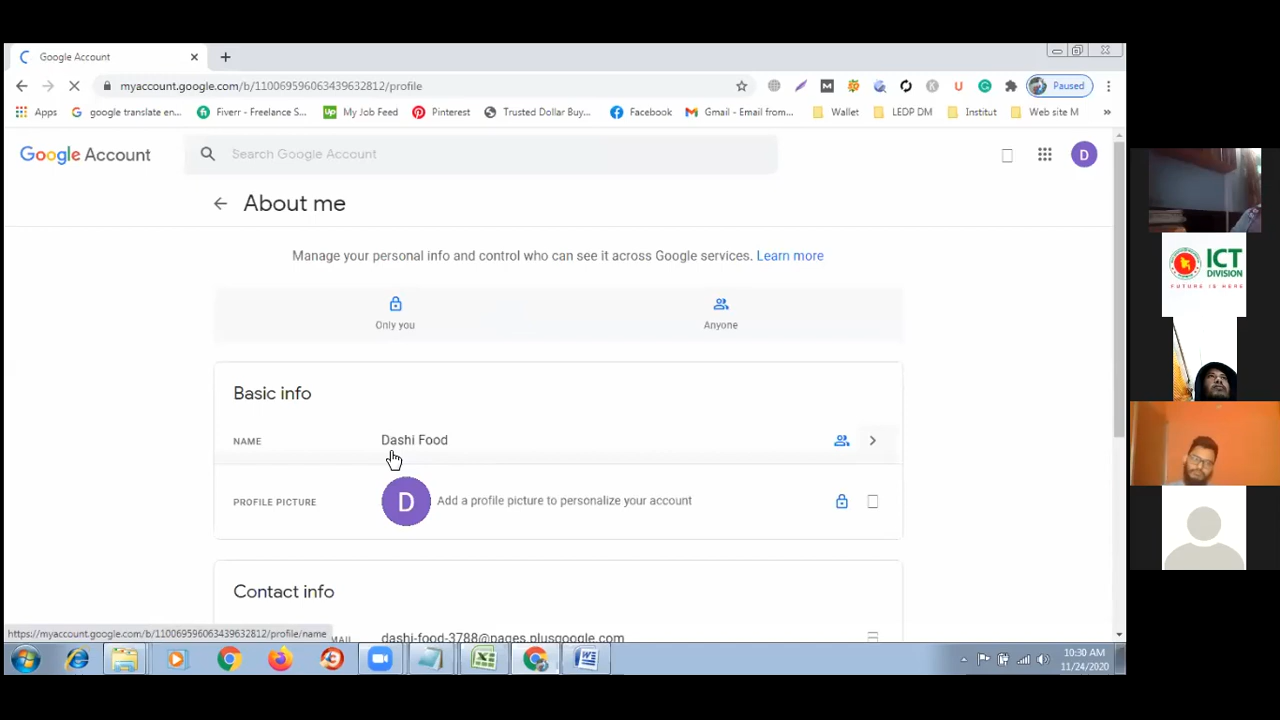 Google Account
myaccount.google.com/b/110069596063439632812/profile
Paused
Apps
google translate en...
Fiverr - Freelance S...
My Job Feed
Pinterest
Trusted Dollar Buy...
Facebook
Gmail - Email from...
Wallet
LEDP DM
Institut
Web site M
»
Google Account
Search Google Account
D
About me
Manage your personal info and control who can see it across Google services. Learn more
Only you
Anyone
Basic info
NAME
Dashi Food
PROFILE PICTURE
D
Add a profile picture to personalize your account
Contact info
dashi-food-3788@pages.plusgoogle.com
https://myaccount.google.com/b/110069596063439632812/profile/name
10:30 AM
11/24/2020
ICT
DIVISION
FUTURE IS HERE